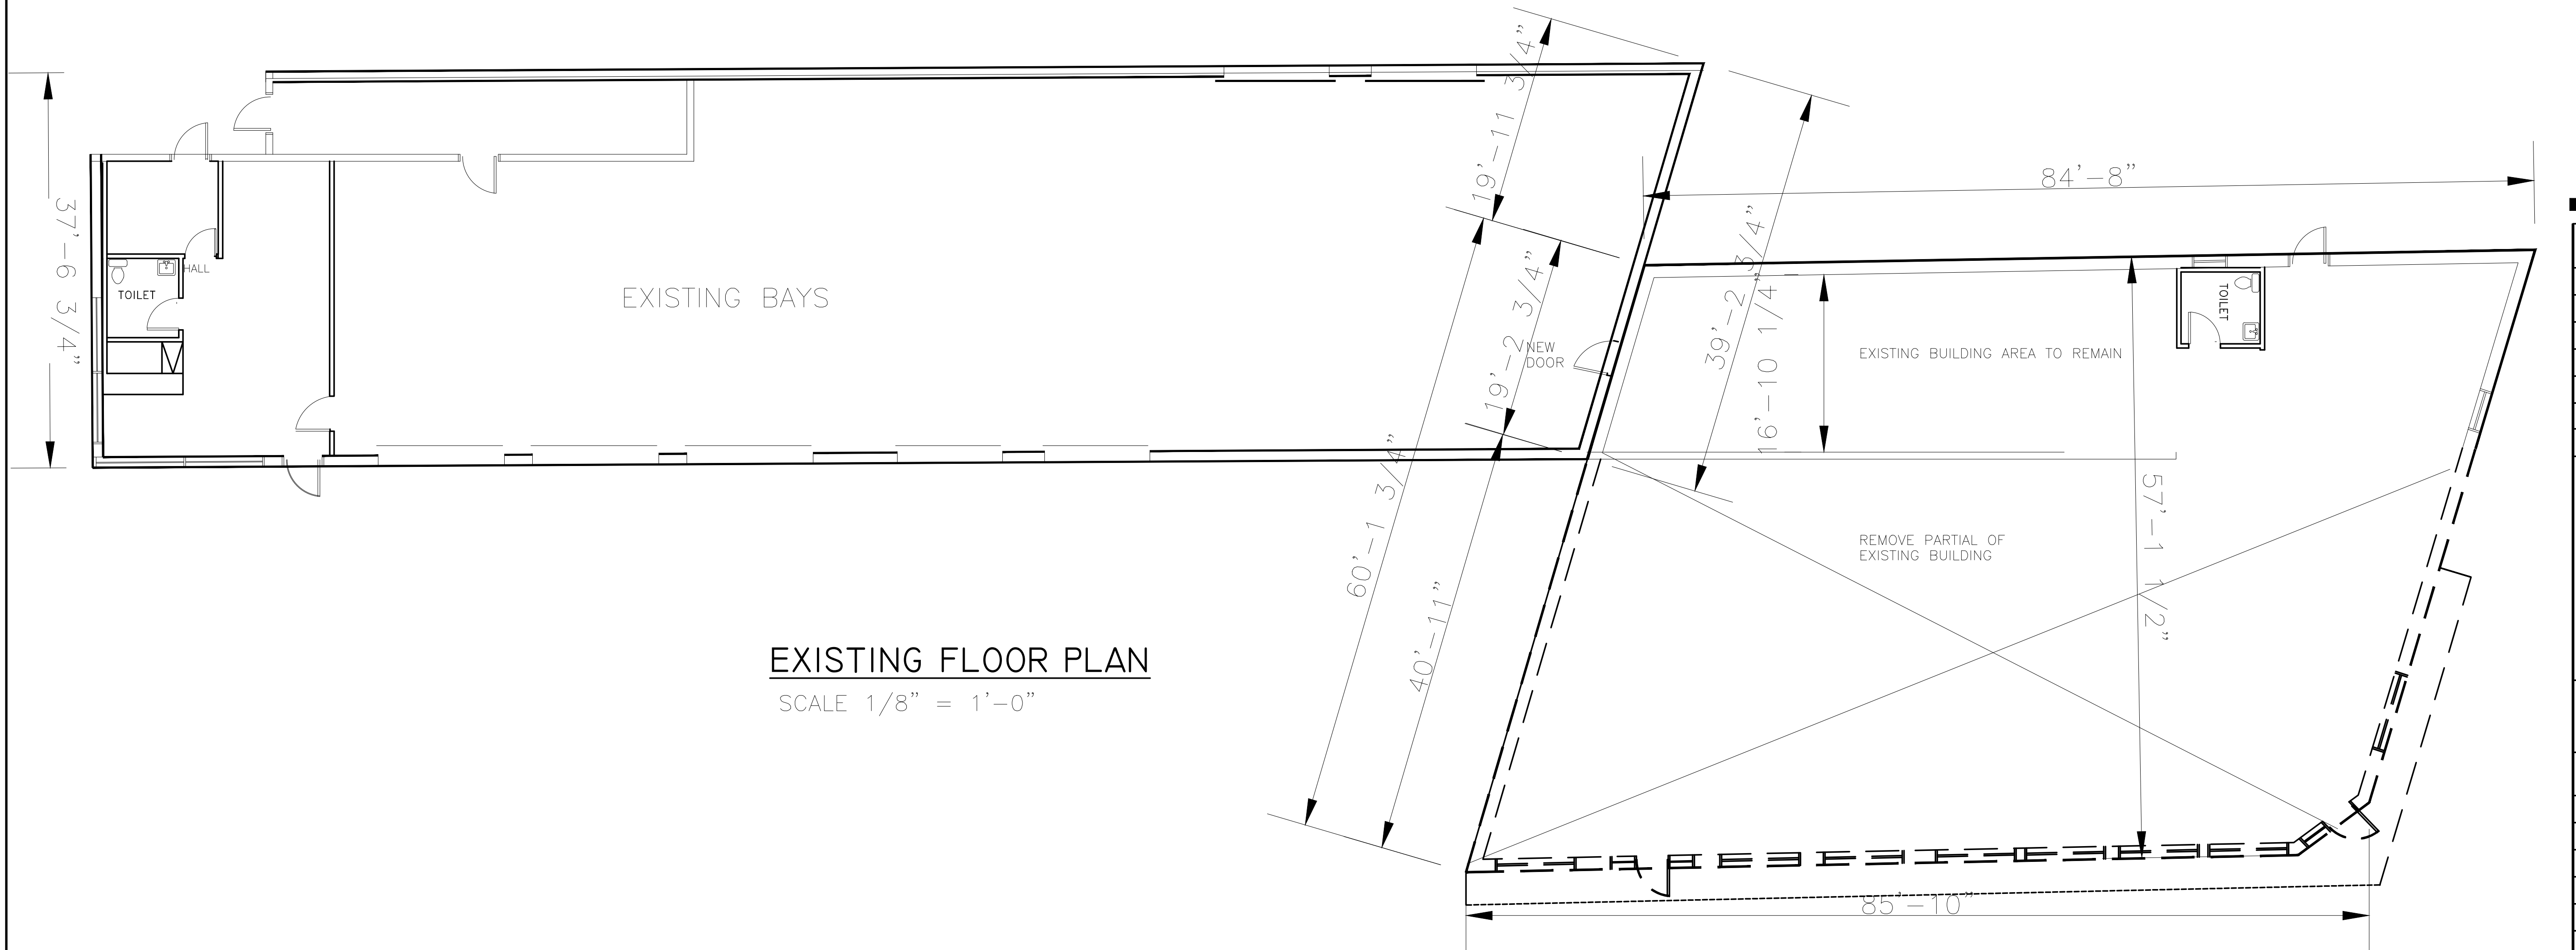 19'-11 3/4"
84'-8"
37'-6 3/4"
39'-2 3/4"
HALL
TOILET
EXISTING BAYS
19'-2 3/4"
16'-10 1/4"
TOILET
NEW
DOOR
EXISTING BUILDING AREA TO REMAIN
60'-1 3/4"
57'-1 1/2"
REMOVE PARTIAL OF
EXISTING BUILDING
40'-11"
EXISTING FLOOR PLAN
SCALE 1/8" = 1'-0"
85'-10"